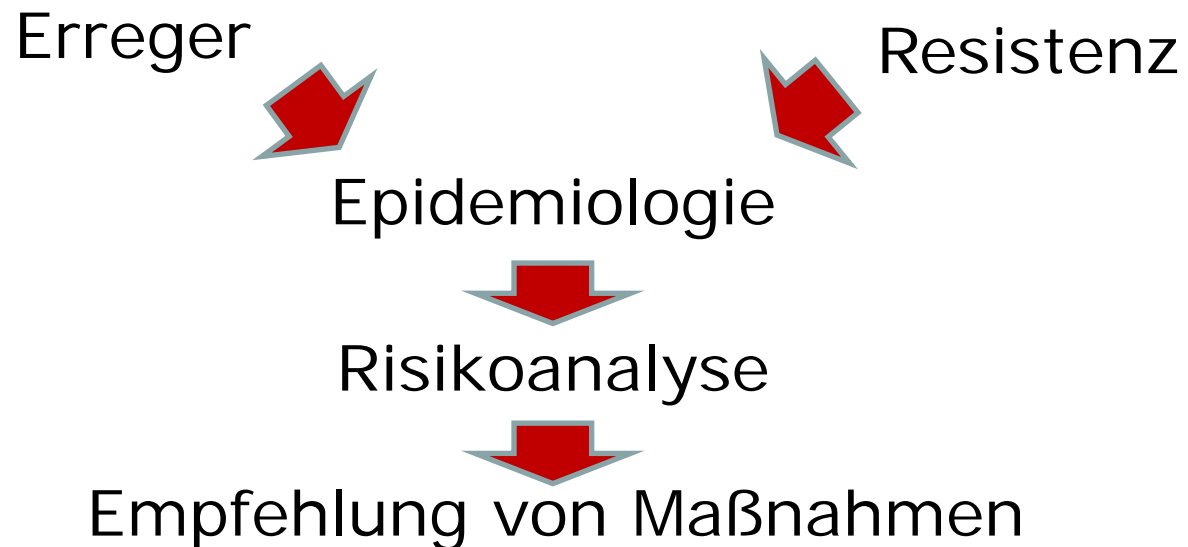 Erreger
Resistenz
Epidemiologie
Risikoanalyse
Empfehlung von Maßnahmen